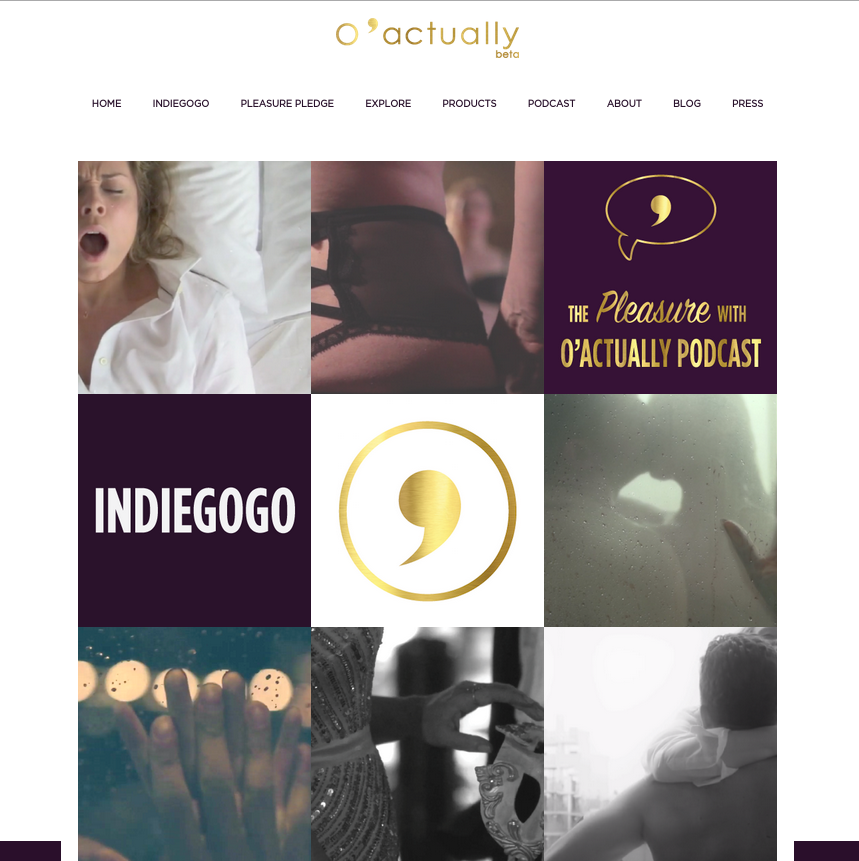 O'actually
beta
HOME INDIEGOGO PLEASURE PLEDGE EXPLORE PRODUCTS PODCAST ABOUT BLOG PRESS
THE Pleasure WITH
O'ACTUALLY PODCAST
INDIEGOGO